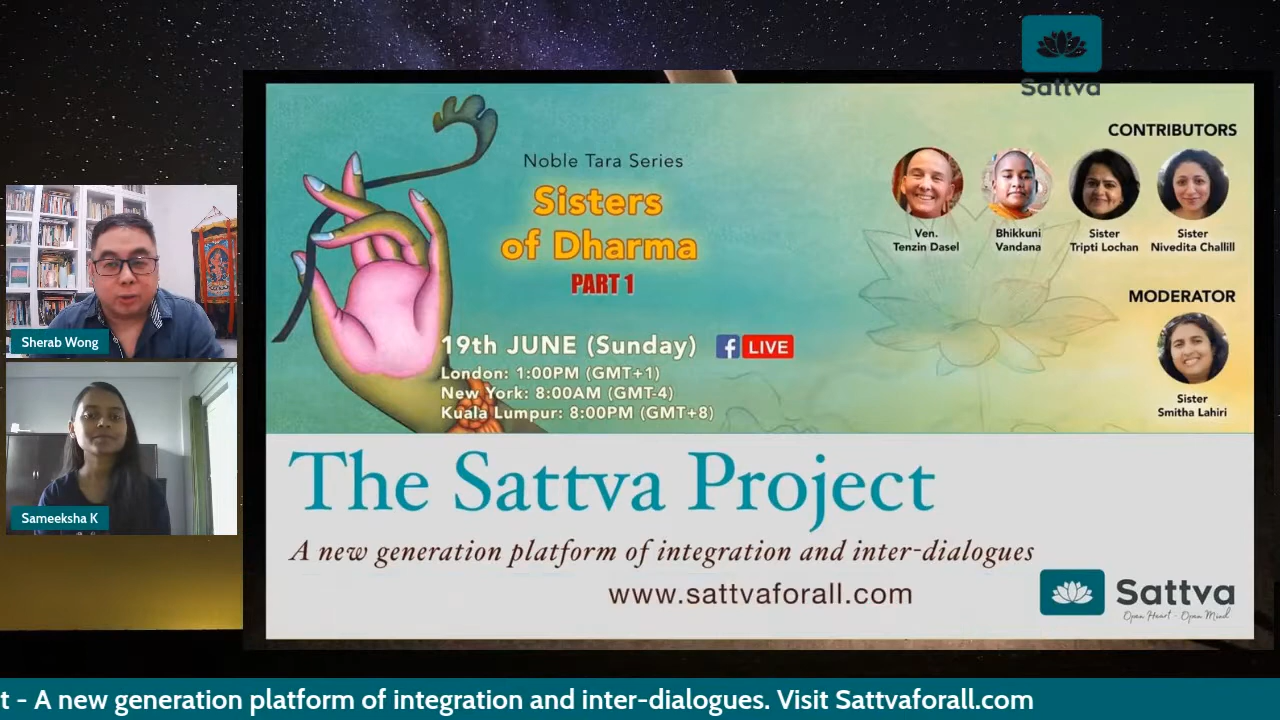 Sattva
CONTRIBUTORS
Noble Tara Series
Sisters
of Dharma
PART 1
Ven.
Tenzin Dasel
Bhikkuni
Vandana
Sister
Tripti Lochan
Sister
Nivedita Challill
MODERATOR
Sister
Smitha Lahiri
19th JUNE (Sunday)
f LIVE
London: 1:00PM (GMT+1)
New York: 8:00AM (GMT-4)
Kuala Lumpur: 8:00PM (GMT+8)
Sherab Wong
Sameeksha K
The Sattva Project
A new generation platform of integration and inter-dialogues
www.sattvaforall.com
Sattva
Open Heart - Open Mind
t - A new generation platform of integration and inter-dialogues. Visit Sattvaforall.com